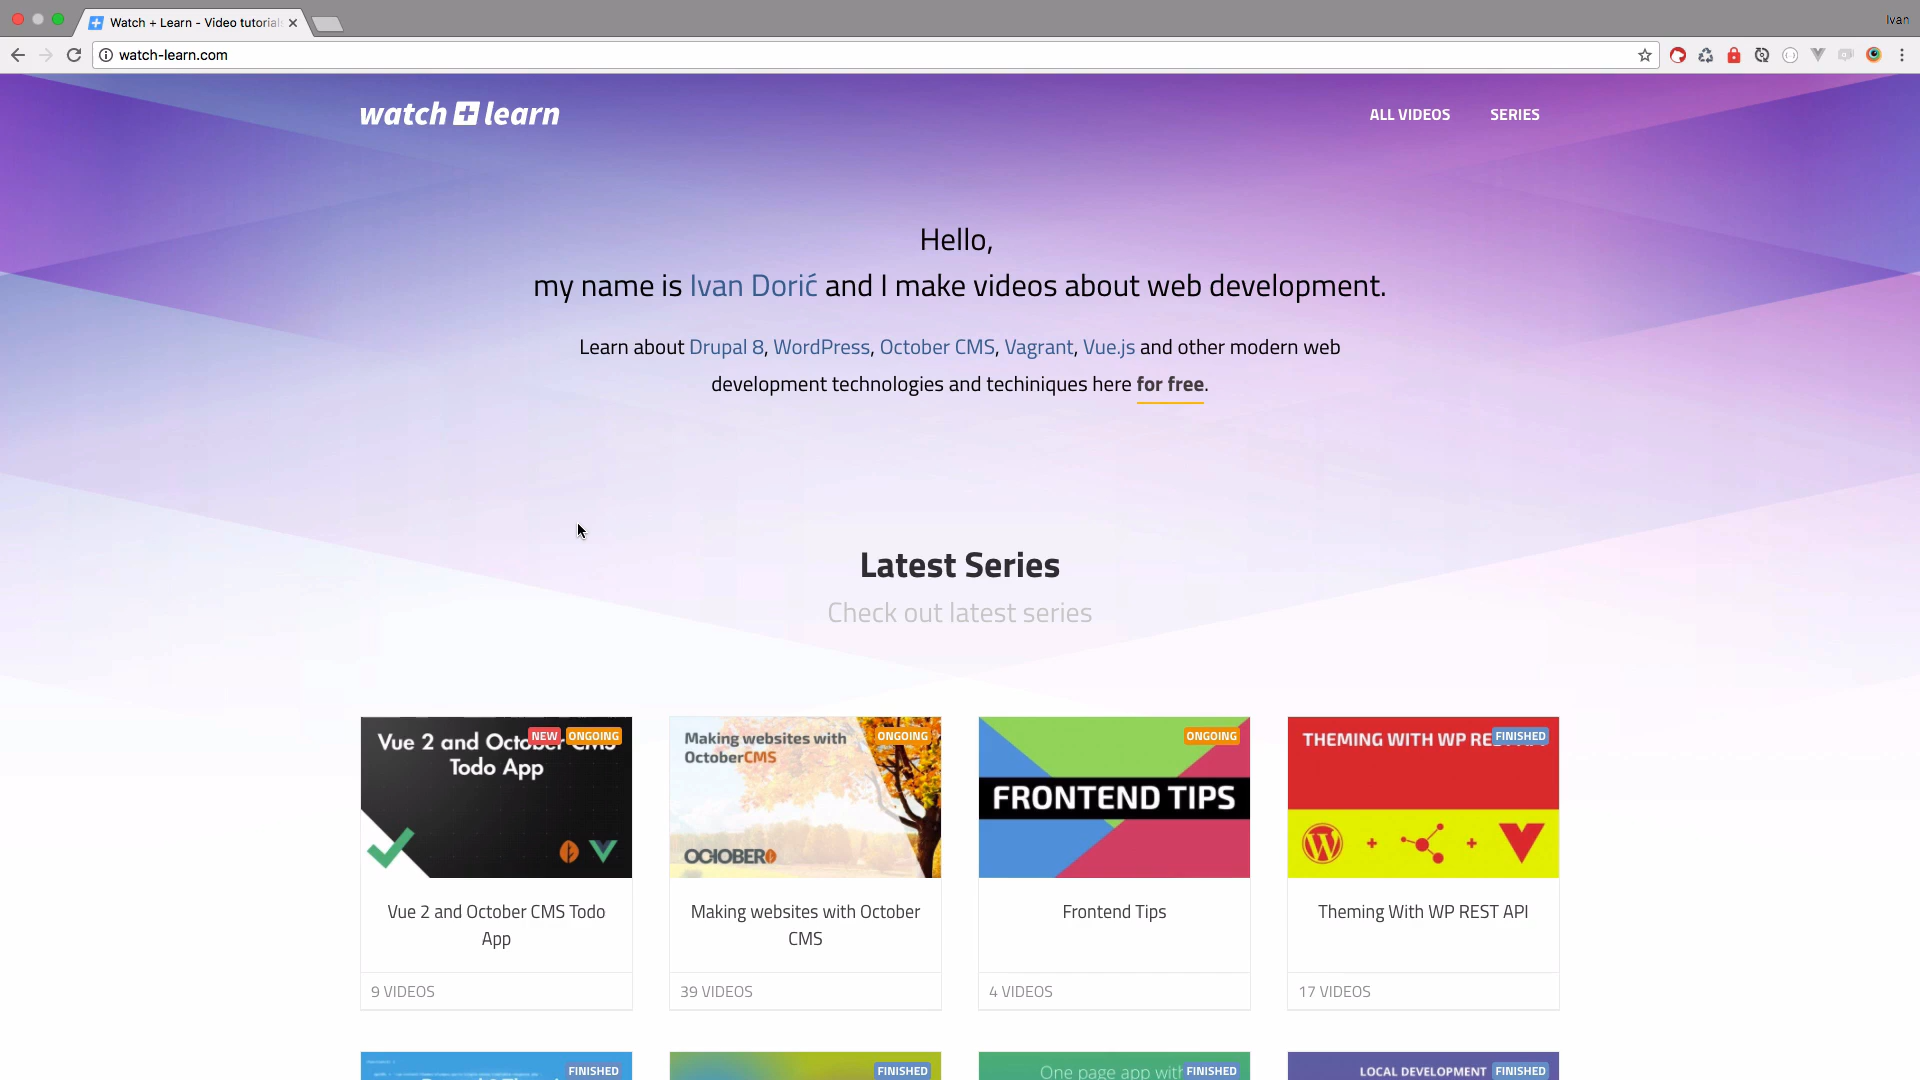 Watch + Learn - Video tutorial
Ivan
watch-learn.com
watch learn
ALL VIDEOS
SERIES
Hello,
my name is Ivan Dorić and I make videos about web development.
Learn about Drupal 8, WordPress, October CMS, Vagrant, Vue.js and other modern web
development technologies and techiniques here for free.
Latest Series
Check out latest series
NEW
ONGOING
Vue 2 and October CMS
Todo App
Vue 2 and October CMS Todo
App
9 VIDEOS
ONGOING
Making websites with
OctoberCMS
OCTOBER
Making websites with October
CMS
39 VIDEOS
ONGOING
FRONTEND TIPS
Frontend Tips
4 VIDEOS
FINISHED
THEMING WITH WP
Theming With WP REST API
17 VIDEOS
FINISHED
FINISHED
One page app with
FINISHED
LOCAL DEVELOPMENT
FINISHED